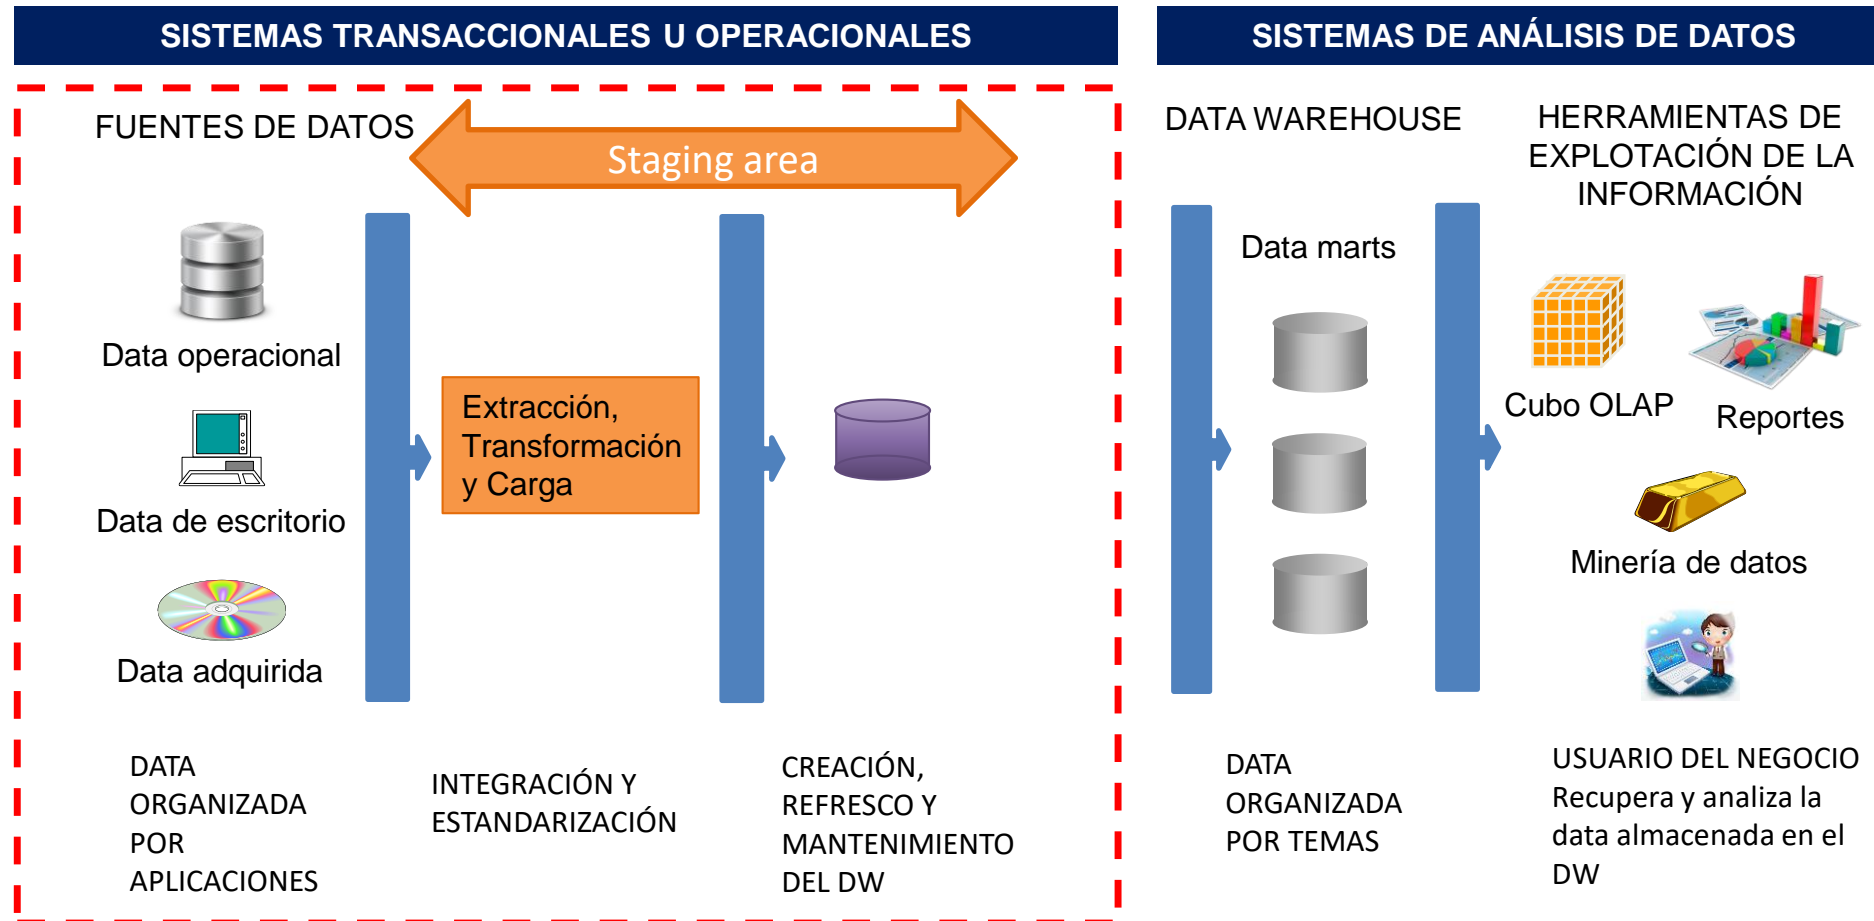 SISTEMAS TRANSACCIONALES U OPERACIONALES
SISTEMAS DE ANÁLISIS DE DATOS
FUENTES DE DATOS
Staging area
Data operacional
Data de escritorio
Data adquirida
Extracción,
Transformación
y Carga
DATA
ORGANIZADA
POR
APLICACIONES
INTEGRACIÓN Y
ESTANDARIZACIÓN
CREACIÓN,
REFRESCO Y
MANTENIMIENTO
DEL DW
DATA WAREHOUSE
Data marts
DATA
ORGANIZADA
POR TEMAS
HERRAMIENTAS DE
EXPLOTACIÓN DE LA
INFORMACIÓN
Cubo OLAP
Reportes
Minería de datos
USUARIO DEL NEGOCIO
Recupera y analiza la
data almacenada en el
DW